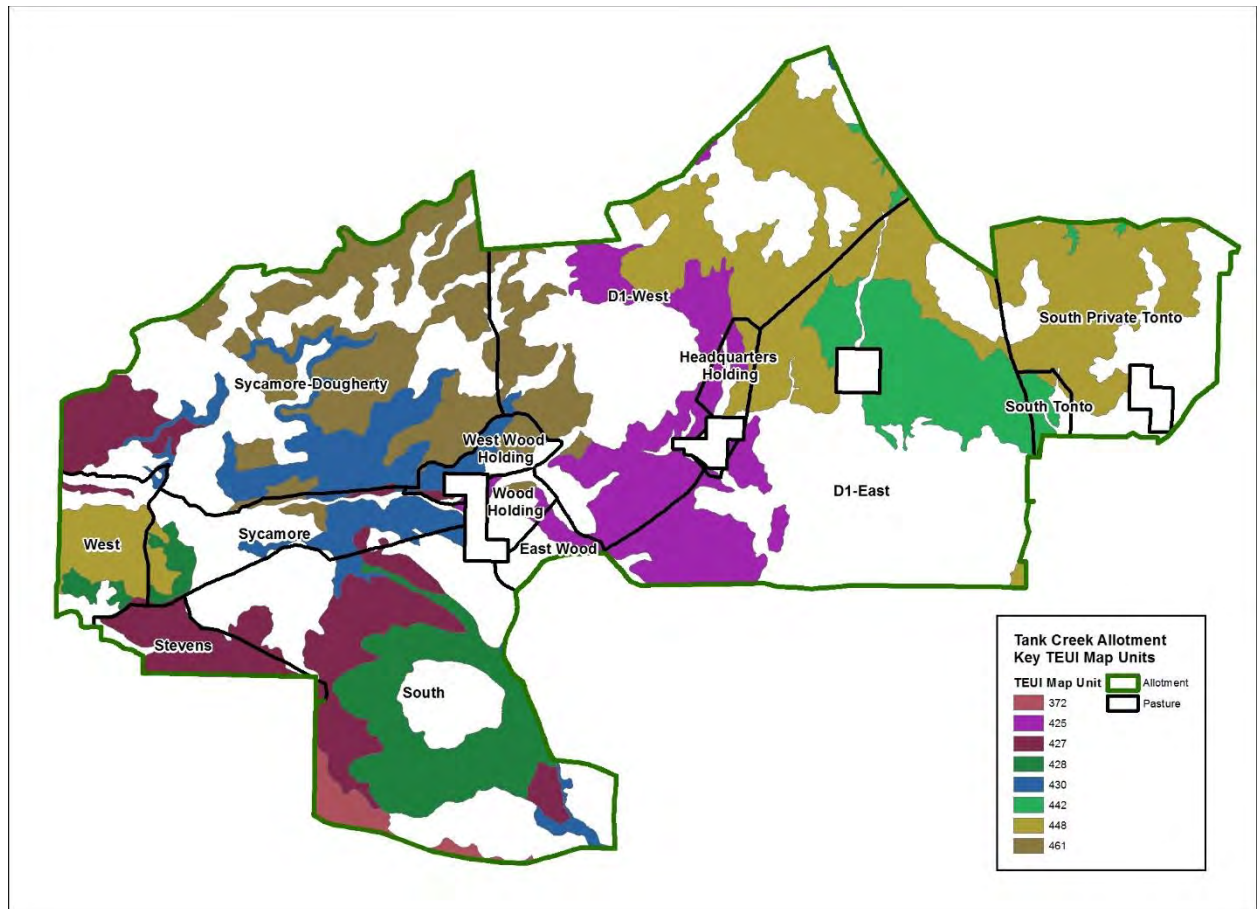 D1-West
South Private Tonto
Headquarters
Holding
Sycamore-Dougherty
South Tonto
West Wood
Holding
D1-East
Wood
Holding
Sycamore
West
East Wood
Stevens
South
Tank Creek Allotment
Key TEUI Map Units
TEUI Map Unit
Allotment
Pasture
372
425
427
428
430
442
448
461